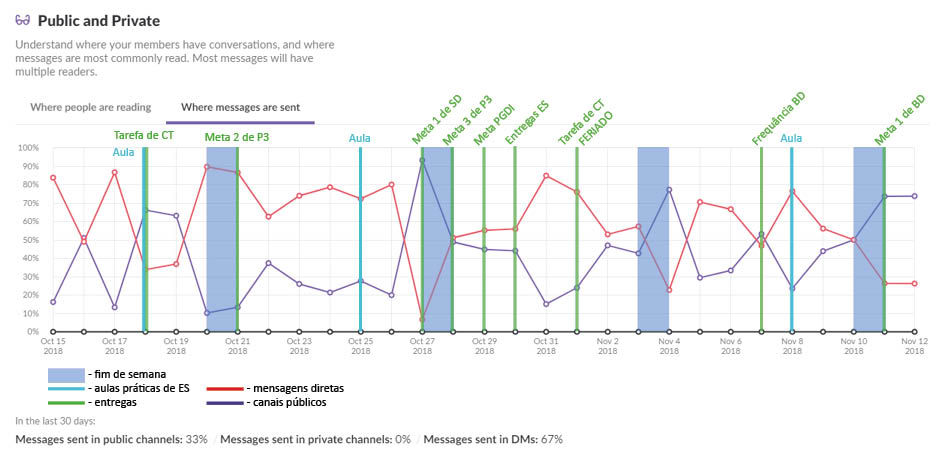 Public and Private
Understand where your members have conversations, and where
messages are most commonly read. Most messages will have
multiple readers.
Where people are reading
Where messages are sent
Tarefa de CT
Aula
Meta 2 de P3
Aula
Meta 1 de SD
Meta 3 de P3
Meta PGDI
Entregas ES
Tarefa de CT
FERIADO
Frequência BD
Aula
Meta 1 de BD
100%
90%
80%
70%
60%
50%
40%
30%
20%
10%
0%
Oct 15 2018
Oct 17 2018
Oct 19 2018
Oct 21 2018
Oct 23 2018
Oct 25 2018
Oct 27 2018
Oct 29 2018
Oct 31 2018
Nov 2 2018
Nov 4 2018
Nov 6 2018
Nov 8 2018
Nov 10 2018
Nov 12 2018
- fim de semana
- aulas práticas de ES
- mensagens diretas
- entregas
- canais públicos
In the last 30 days:
Messages sent in public channels: 33% / Messages sent in private channels: 0% / Messages sent in DMs: 67%